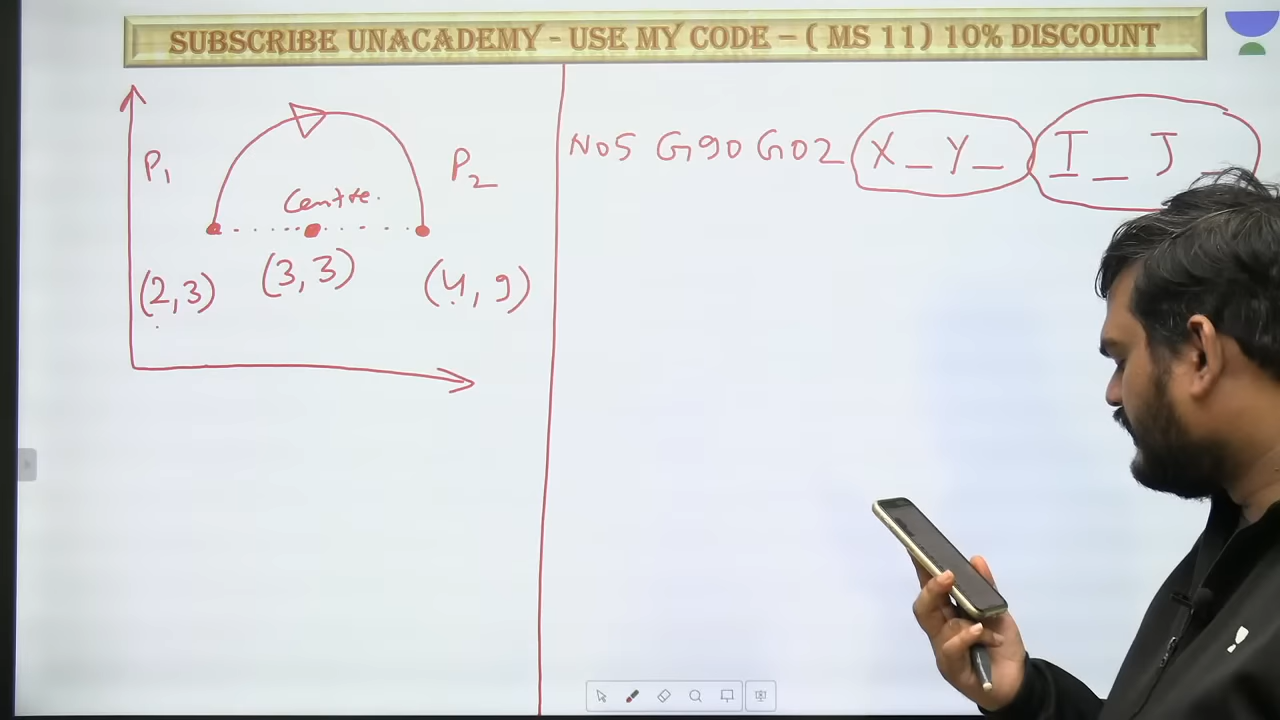 SUBSCRIBE UNACADEMY - USE MY CODE – ( MS 11) 10% DISCOUNT
P1
P2
Centre.
(2,3)
(3,3)
(4,9)
N05 G90 G02 X_Y_ I_J_